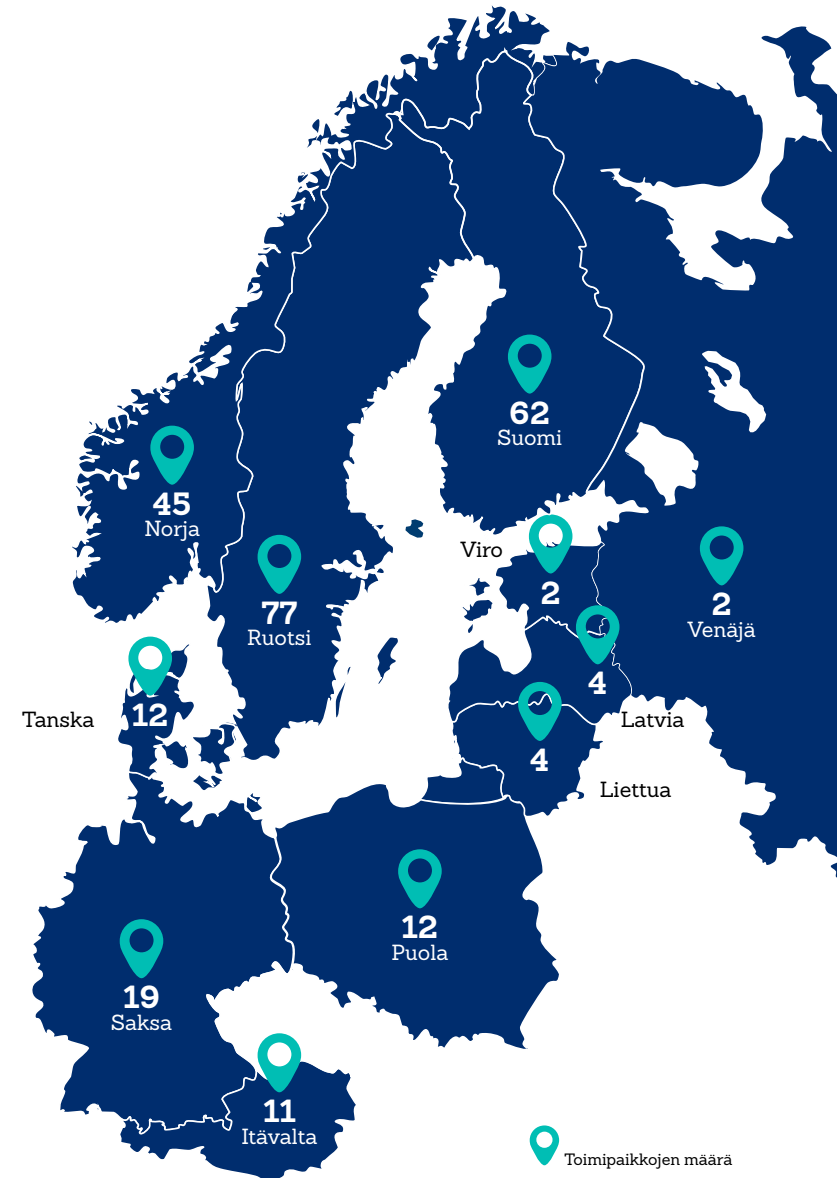 62
Suomi
45
Norja
Viro
2
2
Venäjä
77
Ruotsi
4
Tanska
12
Latvia
4
Liettua
12
Puola
19
Saksa
11
Itävalta
Toimipaikkojen määrä